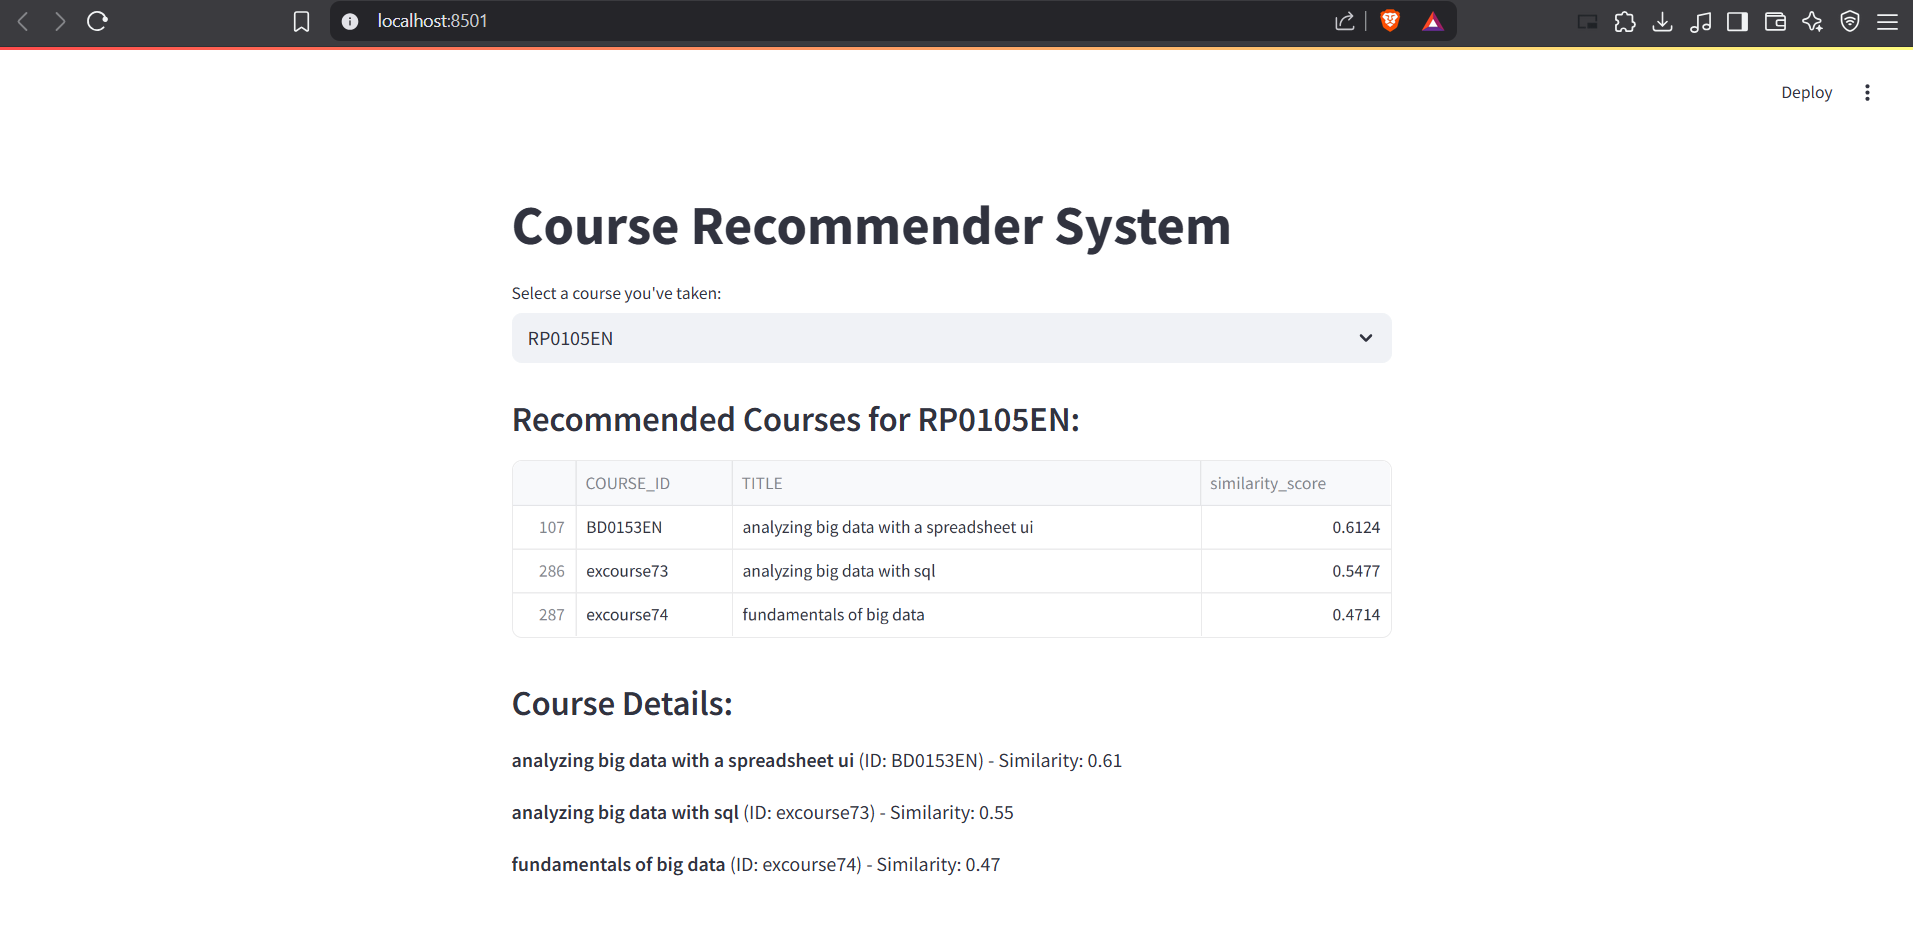 localhost:8501
Deploy
Course Recommender System
Select a course you've taken:
RP0105EN
Recommended Courses for RP0105EN:
COURSE_ID TITLE similarity_score
107 BD0153EN analyzing big data with a spreadsheet ui 0.6124
286 excourse73 analyzing big data with sql 0.5477
287 excourse74 fundamentals of big data 0.4714
Course Details:
analyzing big data with a spreadsheet ui (ID: BD0153EN) - Similarity: 0.61
analyzing big data with sql (ID: excourse73) - Similarity: 0.55
fundamentals of big data (ID: excourse74) - Similarity: 0.47